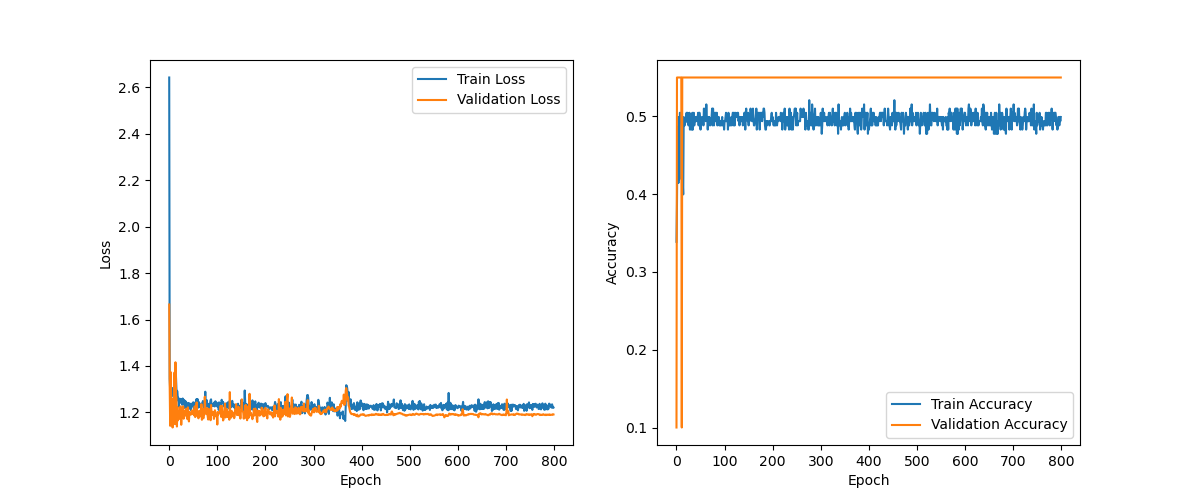 2.6
2.4
2.2
2.0
1.8
1.6
1.4
1.2
Loss
0 100 200 300 400 500 600 700 800
Epoch
Train Loss
Validation Loss
0.5
0.4
0.3
0.2
0.1
Accuracy
0 100 200 300 400 500 600 700 800
Epoch
Train Accuracy
Validation Accuracy